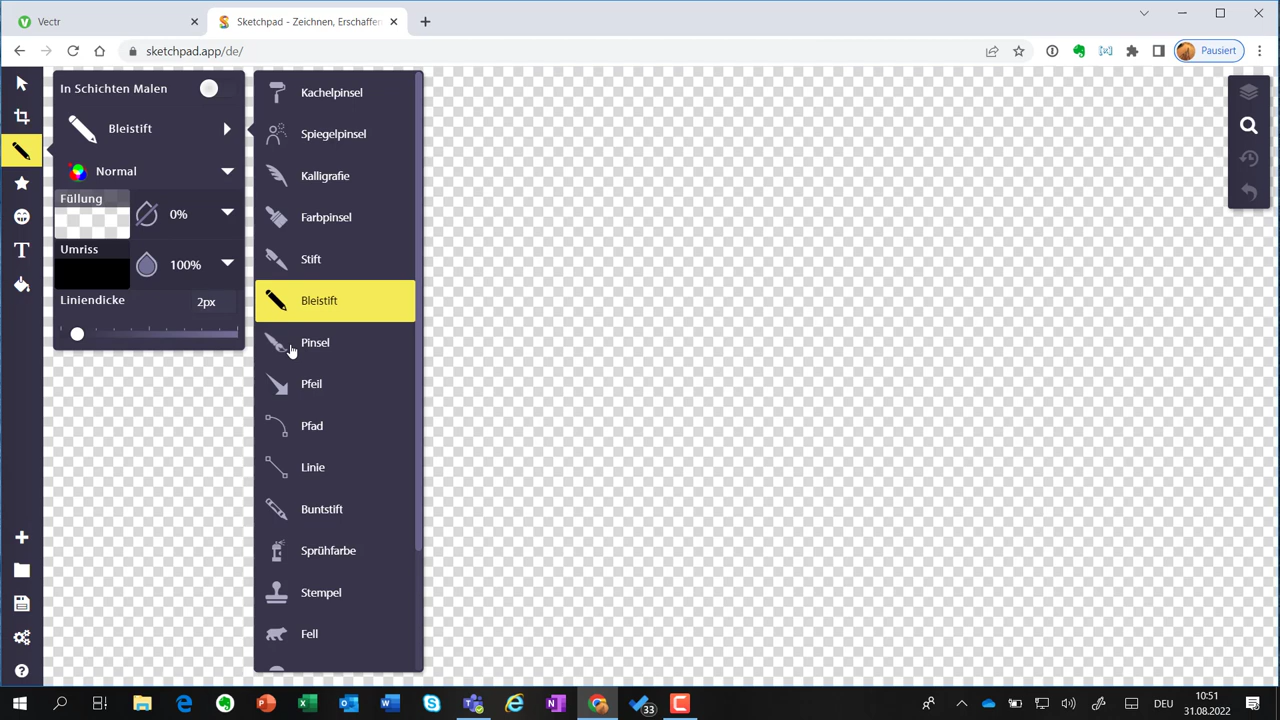 Vectr
Sketchpad - Zeichnen, Erschaffen
sketchpad.app/de/
Pausiert
In Schichten Malen
Bleistift
Normal
Füllung
0%
Umriss
100%
Liniendicke
2px
Kachelpinsel
Spiegelpinsel
Kalligrafie
Farbpinsel
Stift
Bleistift
Pinsel
Pfeil
Pfad
Linie
Buntstift
Sprühfarbe
Stempel
Fell
T
33
DEU
10:51
31.08.2022